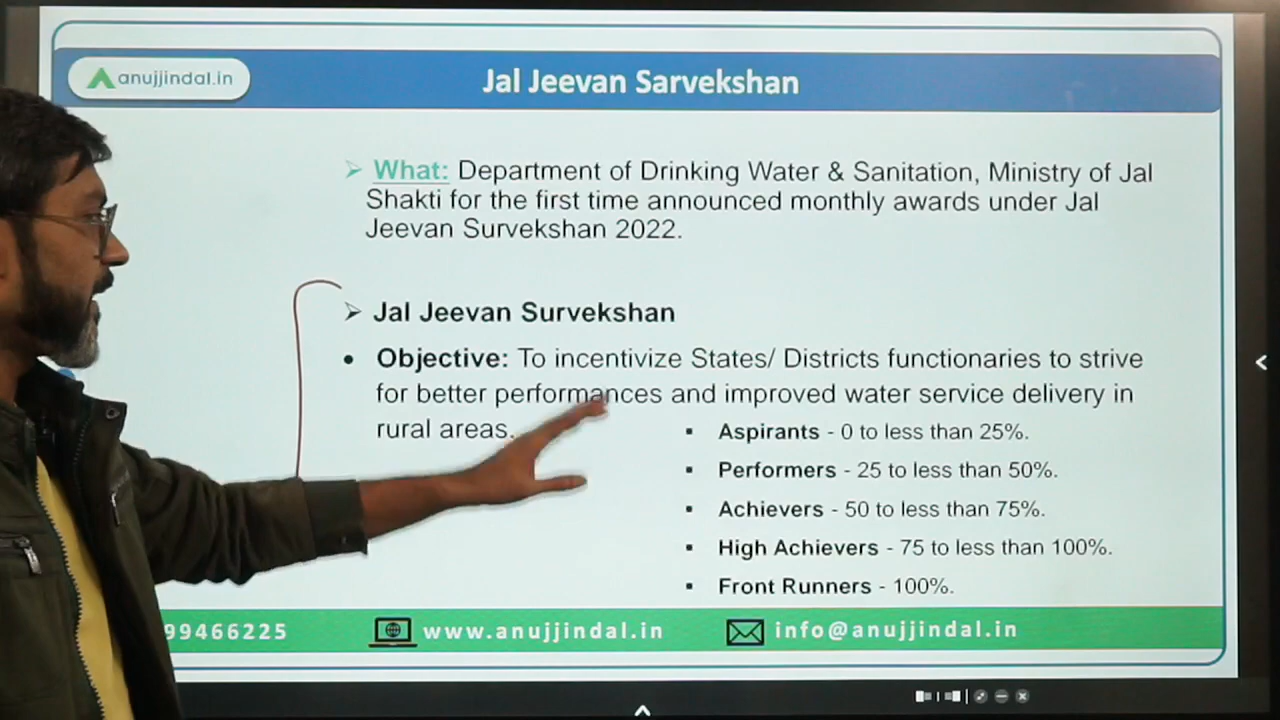 anujjindal.in
Jal Jeevan Sarvekshan
➢ What: Department of Drinking Water & Sanitation, Ministry of Jal
Shakti for the first time announced monthly awards under Jal
Jeevan Survekshan 2022.
➢ Jal Jeevan Survekshan
• Objective: To incentivize States/ Districts functionaries to strive
for better performances and improved water service delivery in
rural areas.
▪ Aspirants - 0 to less than 25%.
▪ Performers - 25 to less than 50%.
▪ Achievers - 50 to less than 75%.
▪ High Achievers - 75 to less than 100%.
▪ Front Runners - 100%.
99466225
www.anujjindal.in
info@anujjindal.in